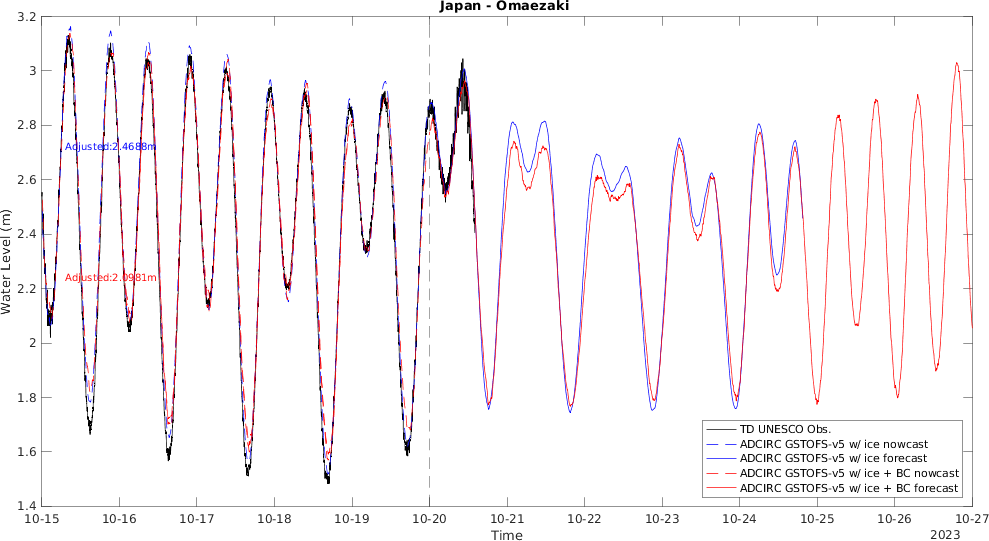 Japan - Omaezaki
3.2
3
2.8
2.6
2.4
2.2
2
1.8
1.6
1.4
Water Level (m)
Adjusted:2.4688m
Adjusted:2.0981m
TD UNESCO Obs.
ADCIRC GSTOFS-v5 w/ ice nowcast
ADCIRC GSTOFS-v5 w/ ice forecast
ADCIRC GSTOFS-v5 w/ ice + BC nowcast
ADCIRC GSTOFS-v5 w/ ice + BC forecast
10-15 10-16 10-17 10-18 10-19 10-20 10-21 10-22 10-23 10-24 10-25 10-26 10-27
Time
2023